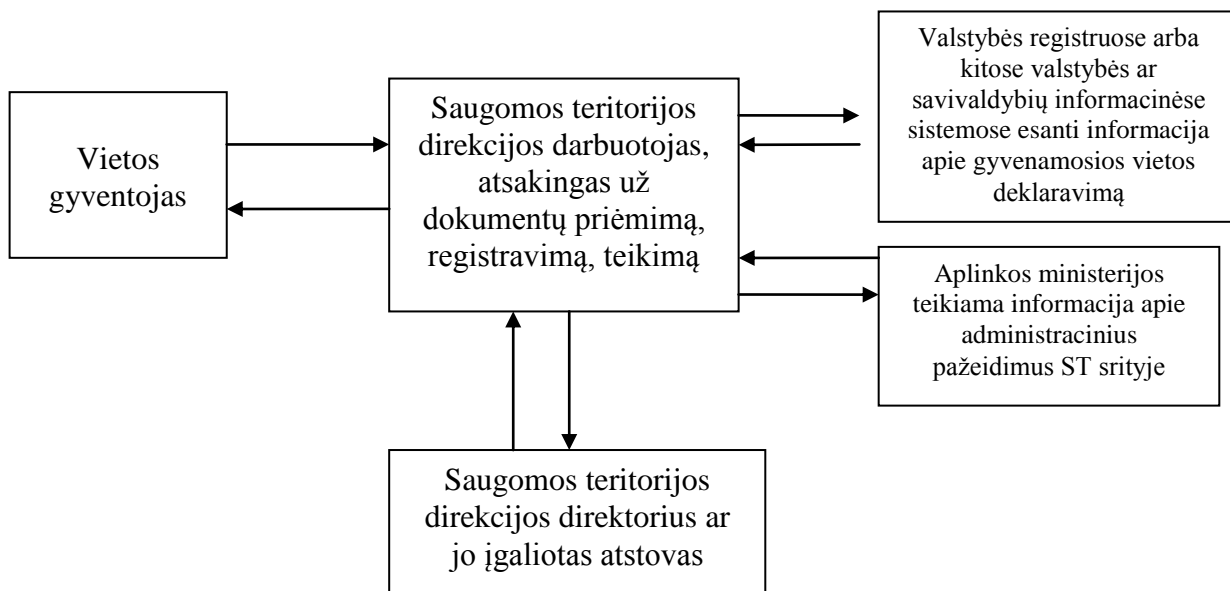 Vietos
gyventojas
Saugomos teritorijos
direkcijos darbuotojas,
atsakingas už
dokumentų priėmimą,
registravimą, teikimą
Valstybės registruose arba
kitose valstybės ar
savivaldybių informacinėse
sistemose esanti informacija
apie gyvenamosios vietos
deklaravimą
Aplinkos ministerijos
teikiama informacija apie
administracinius
pažeidimus ST srityje
Saugomos teritorijos
direkcijos direktorius ar
jo įgaliotas atstovas